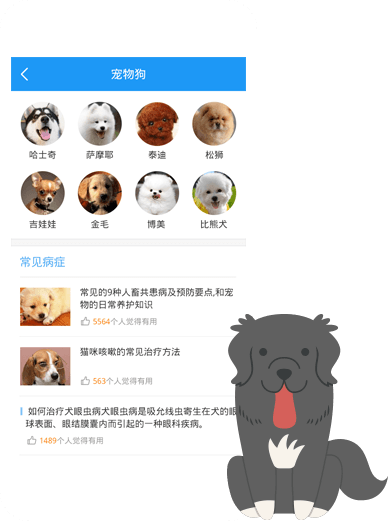 宠物狗
哈士奇 萨摩耶 泰迪 松狮
吉娃娃 金毛 博美 比熊犬
常见病症
常见的9种人畜共患病及预防要点,和宠
物的日常养护知识
5564个人觉得有用
猫咪咳嗽的常见治疗方法
563个人觉得有用
如何治疗犬眼虫病犬眼虫病是吸允线虫寄生在犬的眼
球表面、眼结膜囊内而引起的一种眼科疾病。
1489个人觉得有用